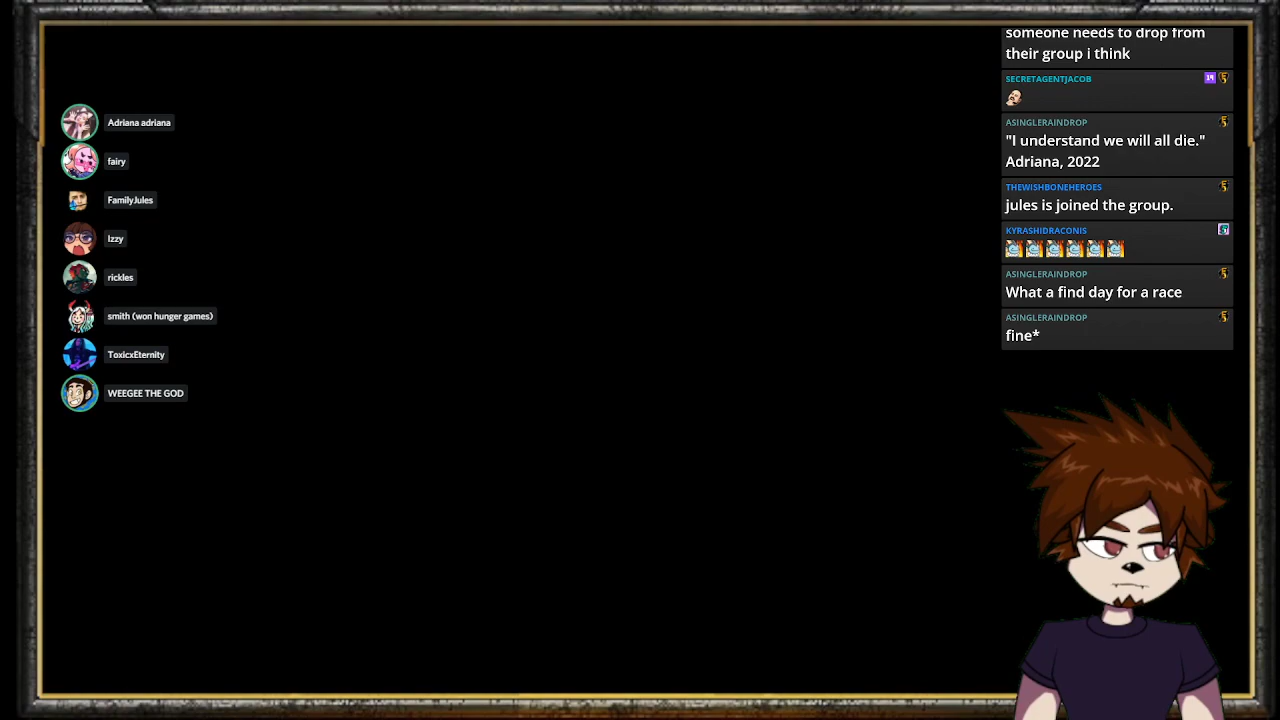 Adriana adriana
fairy
FamilyJules
Izzy
rickles
smith (won hunger games)
ToxicxEternity
WEEGEE THE GOD
someone needs to drop from
their group i think
SECRETAGENTJACOB
ASINGLERAINDROP
"I understand we will all die."
Adriana, 2022
THEWISHBONEHEROES
jules is joined the group.
KYRASHIDRACONIS
ASINGLERAINDROP
What a find day for a race
ASINGLERAINDROP
fine*